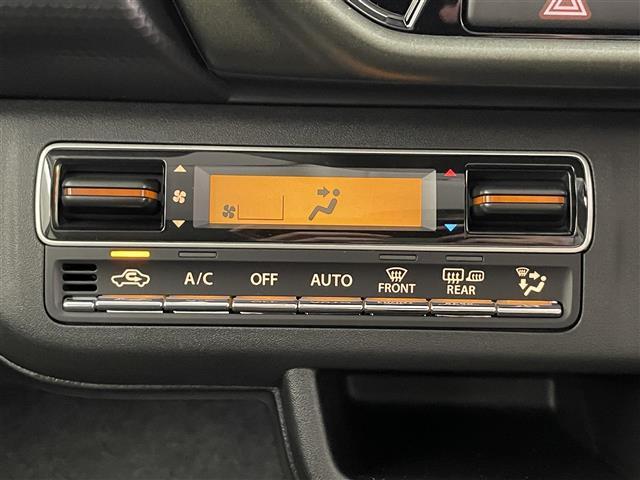 A/C OFF AUTO FRONT REAR